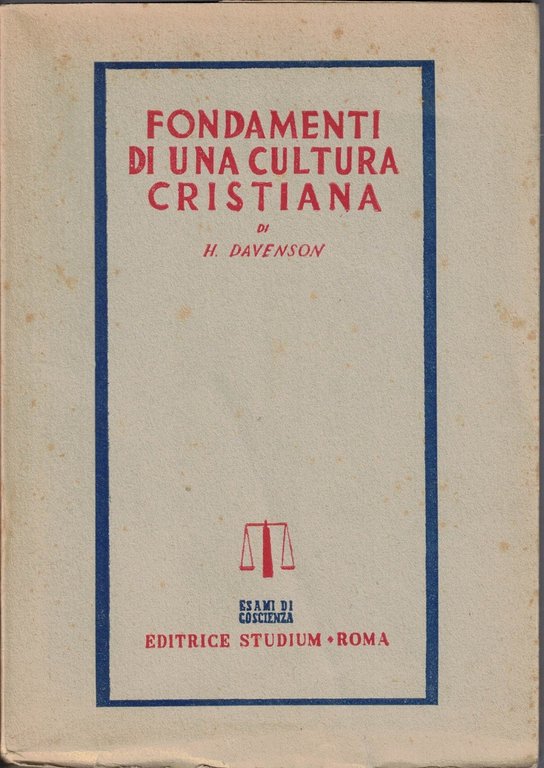 FONDAMENTI
DI UNA CULTURA
CRISTIANA
DI
H. DAVENSON
ESAMI DI
COSCIENZA
EDITRICE STUDIUM • ROMA